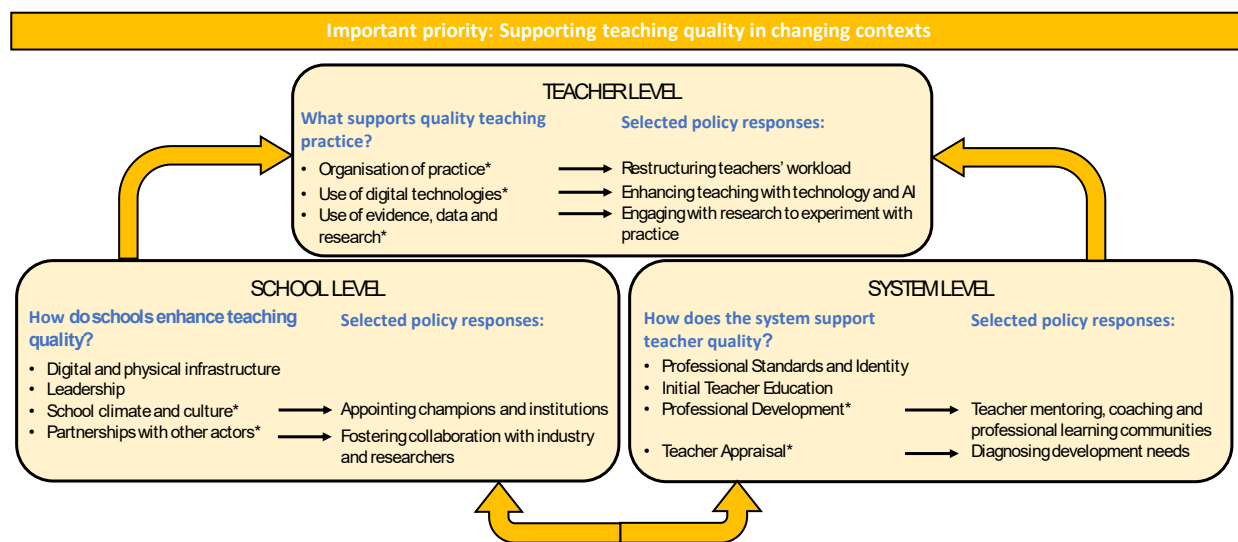 Important priority: Supporting teaching quality in changing contexts
TEACHER LEVEL
What supports quality teaching
practice?
• Organisation of practice*
• Use of digital technologies*
• Use of evidence, data and
research*
Selected policy responses:
Restructuring teachers' workload
Enhancing teaching with technology and AI
Engaging with research to experiment with
practice
SCHOOL LEVEL
How do schools enhance teaching
quality?
• Digital and physical infrastructure
• Leadership
• School climate and culture*
• Partnerships with other actors*
Selected policy responses:
Appointing champions and institutions
Fostering collaboration with industry
and researchers
SYSTEM LEVEL
How does the system support
teacher quality?
• Professional Standards and Identity
• Initial Teacher Education
• Professional Development*
• Teacher Appraisal*
Selected policy responses:
Teacher mentoring, coaching and
professional learning communities
Diagnosing development needs